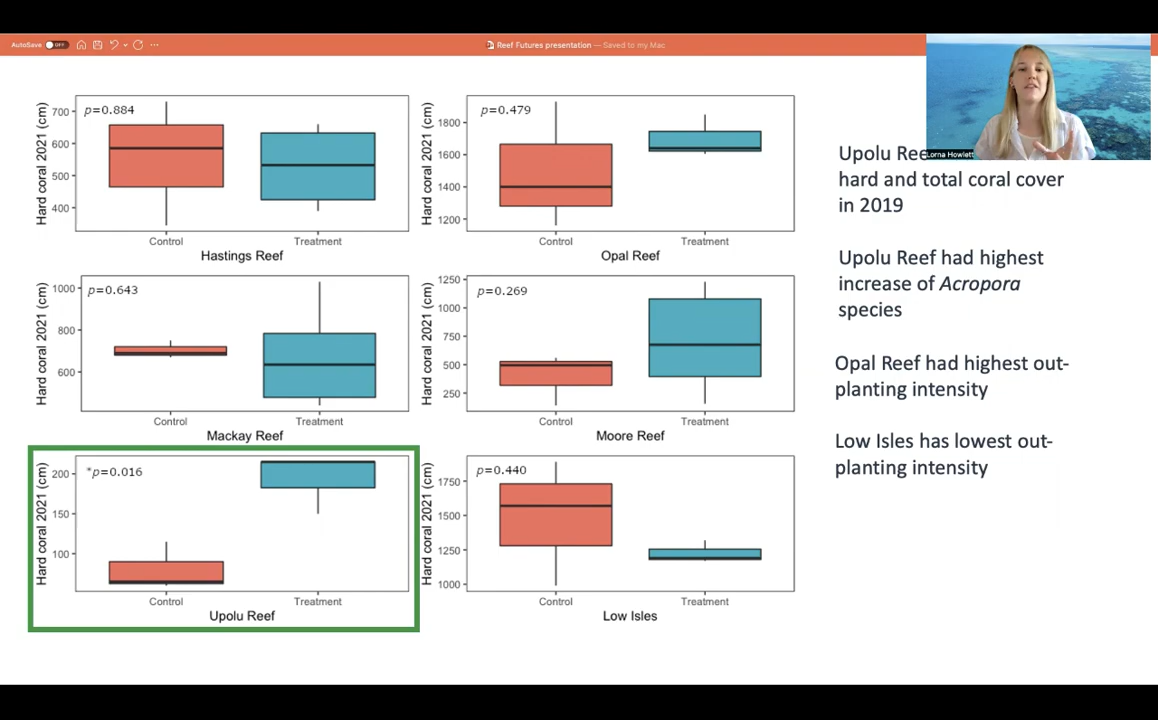 AutoSave OFF
Reef Futures presentation — Saved to my Mac
Lorna Howlett
p=0.884
Hard coral 2021 (cm)
700
600
500
400
Control Treatment
Hastings Reef
p=0.479
Hard coral 2021 (cm)
1800
1600
1400
1200
Control Treatment
Opal Reef
p=0.643
Hard coral 2021 (cm)
1000
800
600
Control Treatment
Mackay Reef
p=0.269
Hard coral 2021 (cm)
1250
1000
750
500
250
Control Treatment
Moore Reef
*p=0.016
Hard coral 2021 (cm)
200
150
100
Control Treatment
Upolu Reef
p=0.440
Hard coral 2021 (cm)
1750
1500
1250
1000
Control Treatment
Low Isles
Upolu
hard and total coral cover
in 2019
Upolu Reef had highest
increase of Acropora
species
Opal Reef had highest out-
planting intensity
Low Isles has lowest out-
planting intensity